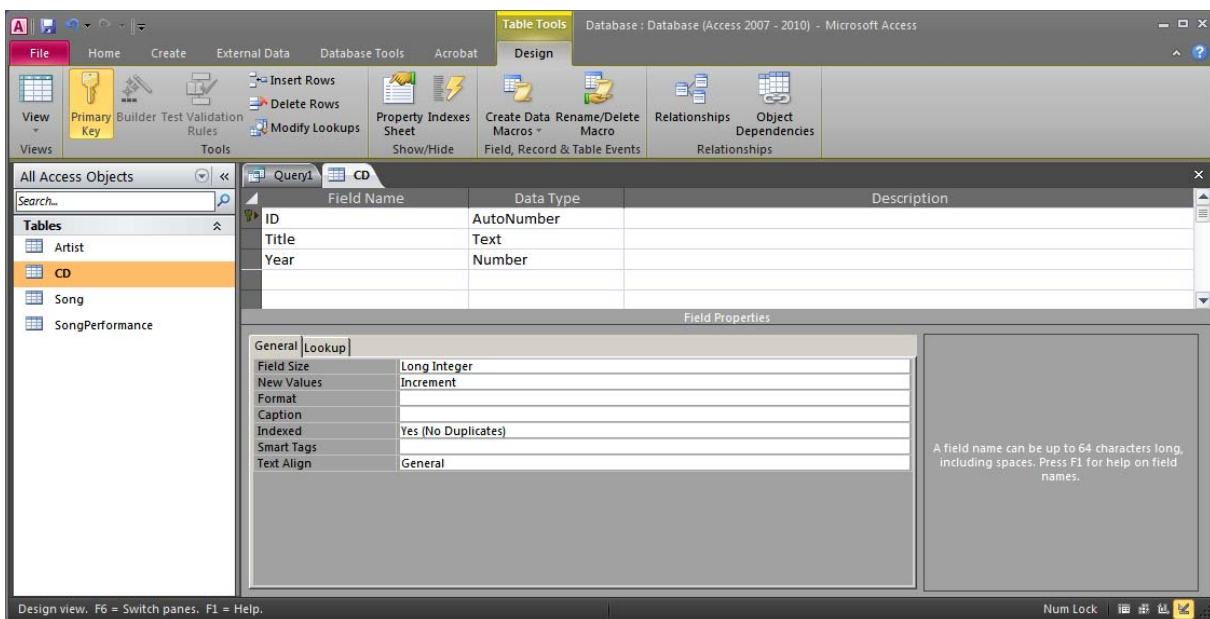 A
Table Tools
Database : Database (Access 2007 - 2010) - Microsoft Access
File Home Create External Data Database Tools Acrobat Design
View
Primary Key
Builder
Test Validation Rules
Insert Rows
Delete Rows
Modify Lookups
Property Sheet
Indexes
Create Data Macros
Rename/Delete Macro
Relationships
Object Dependencies
Views Tools Show/Hide Field, Record & Table Events Relationships
All Access Objects «
Search...
Tables
Artist
CD
Song
SongPerformance
Query1 CD
Field Name Data Type Description
ID AutoNumber
Title Text
Year Number
Field Properties
General Lookup
Field Size Long Integer
New Values Increment
Format
Caption
Indexed Yes (No Duplicates)
Smart Tags
Text Align General
A field name can be up to 64 characters long,
including spaces. Press F1 for help on field
names.
Design view. F6 = Switch panes. F1 = Help.
Num Lock